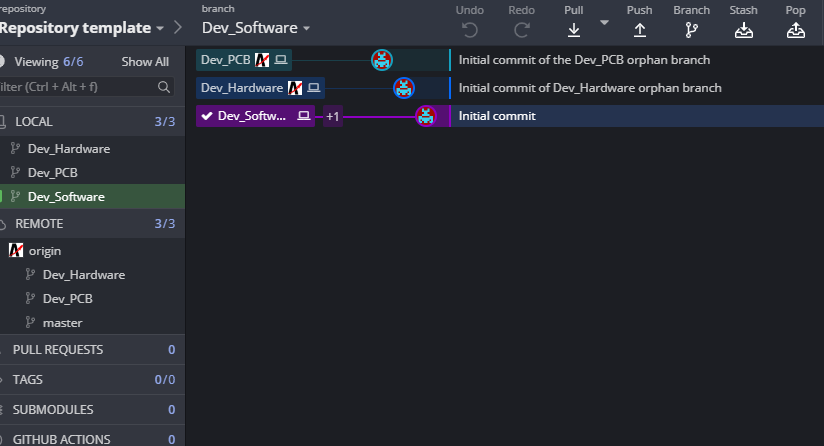 repository
Repository template
branch
Dev_Software
Undo
Redo
Pull
Push
Branch
Stash
Pop
Viewing 6/6
Show All
ilter (Ctrl + Alt + f)
LOCAL
3/3
Dev_Hardware
Dev_PCB
Dev_Software
REMOTE
3/3
origin
Dev_Hardware
Dev_PCB
master
PULL REQUESTS
0
TAGS
0/0
SUBMODULES
0
GITHUB ACTIONS
0
Dev_PCB
Initial commit of the Dev_PCB orphan branch
Dev_Hardware
Initial commit of Dev_Hardware orphan branch
Dev_Softw...
+1
Initial commit